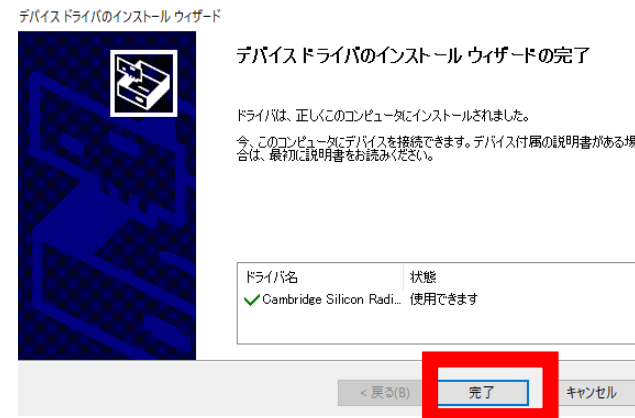 デバイス ドライバのインストール ウィザード
デバイス ドライバのインストール ウィザードの完了
ドライバは、正しくこのコンピュータにインストールされました。
今、このコンピュータにデバイスを接続できます。デバイス付属の説明書がある場
合は、最初に説明書をお読みください。
ドライバ名 状態
Cambridge Silicon Radi... 使用できます
< 戻る(B) 完了 キャンセル